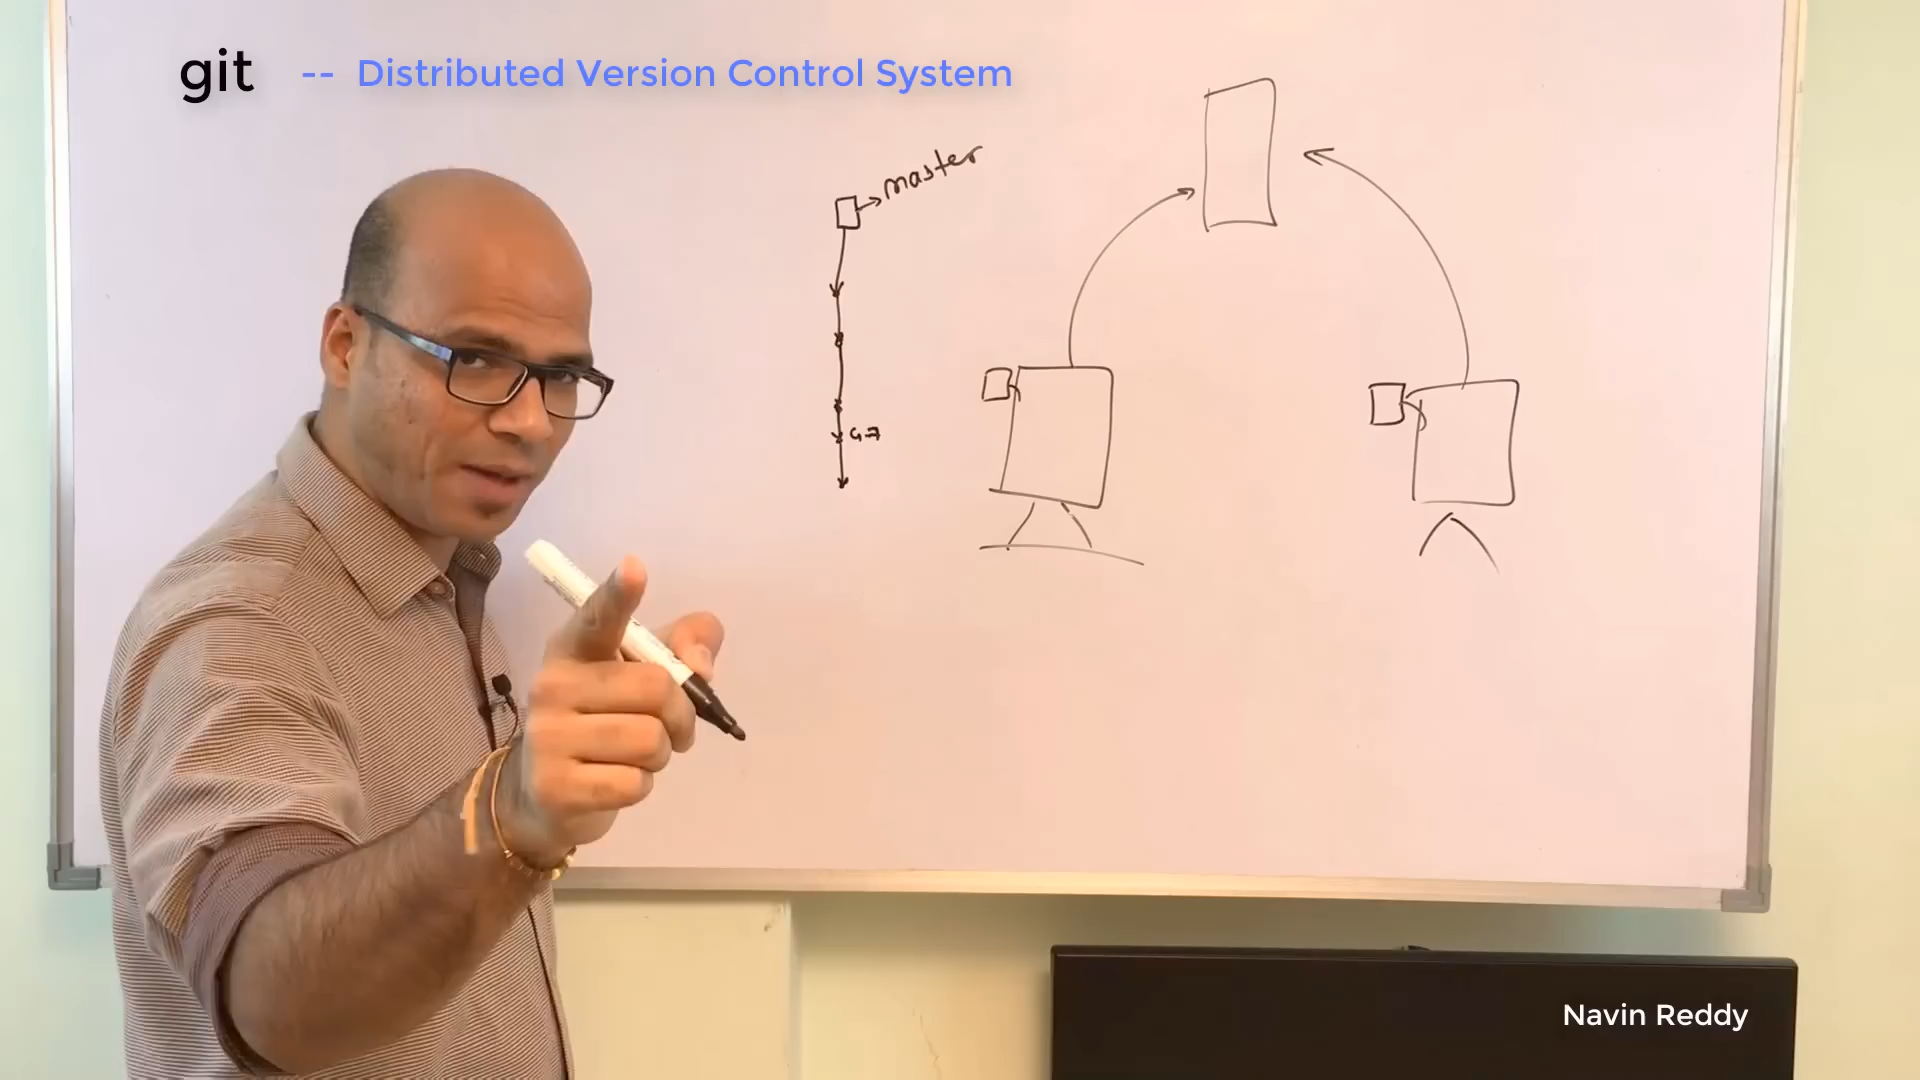 git -- Distributed Version Control System
master
Navin Reddy